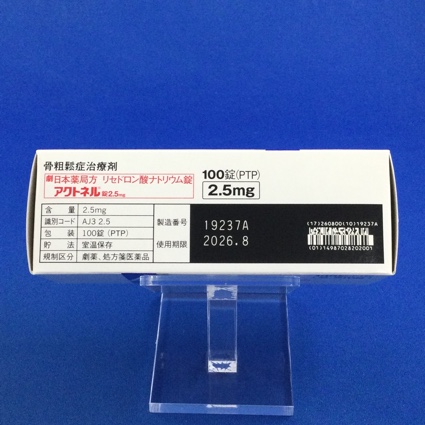 骨粗鬆症治療剤
劇 日本薬局方 リセドロン酸ナトリウム錠
アクトネル錠2.5mg
100錠(PTP)
2.5mg
含量 2.5mg
識別コード AJ3 2.5
包装 100錠(PTP)
貯法 室温保存
規制区分 劇薬、処方箋医薬品
製造番号 19237A
使用期限 2026.8
(17)260800(10)19237A
(01)14987028202001